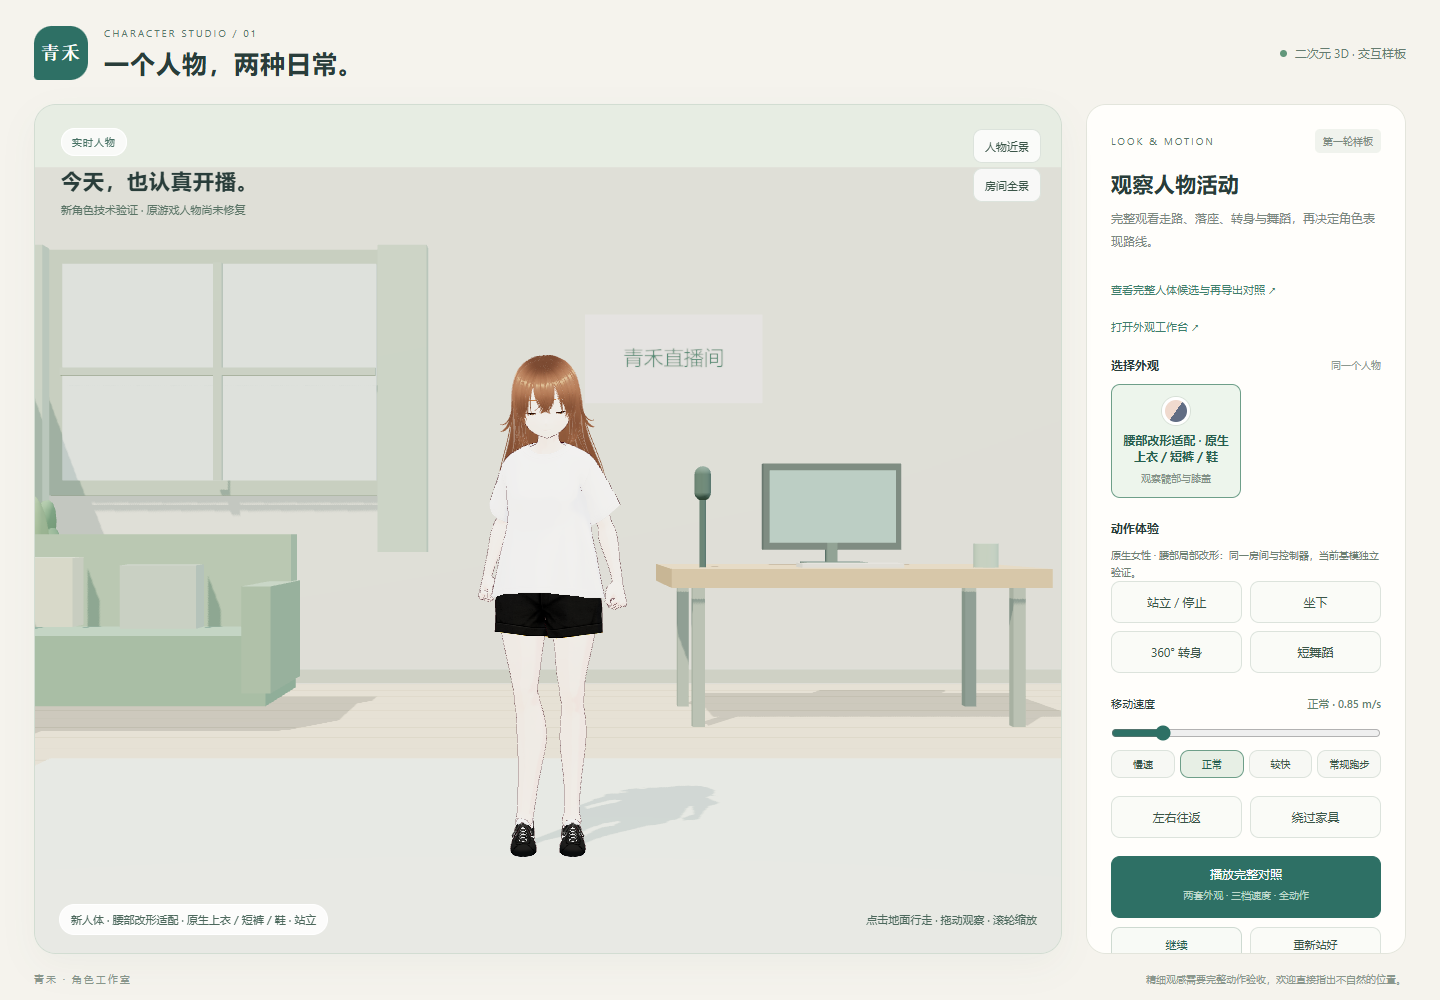 青禾
CHARACTER STUDIO / 01
一个人物，两种日常。
二次元 3D · 交互样板
实时人物
今天，也认真开播。
新角色技术验证 · 原游戏人物尚未修复
人物近景
房间全景
青禾直播间
新人体 · 腰部改形适配 · 原生上衣 / 短裤 / 鞋 · 站立
点击地面行走 · 拖动观察 · 滚轮缩放
LOOK & MOTION
第一轮样板
观察人物活动
完整观看走路、落座、转身与舞蹈，再决定角色表
现路线。
查看完整人体候选与再导出对照 ↗
打开外观工作台 ↗
选择外观
同一个人物
腰部改形适配 · 原生
上衣 / 短裤 / 鞋
观察髋部与膝盖
动作体验
原生女性 · 腰部局部改形：同一房间与控制器，当前基模独立
验证。
站立 / 停止
坐下
360° 转身
短舞蹈
移动速度
正常 · 0.85 m/s
慢速
正常
较快
常规跑步
左右往返
绕过家具
播放完整对照
两套外观 · 三档速度 · 全动作
继续
重新站好
青禾 · 角色工作室
精细观感需要完整动作验收，欢迎直接指出不自然的位置。